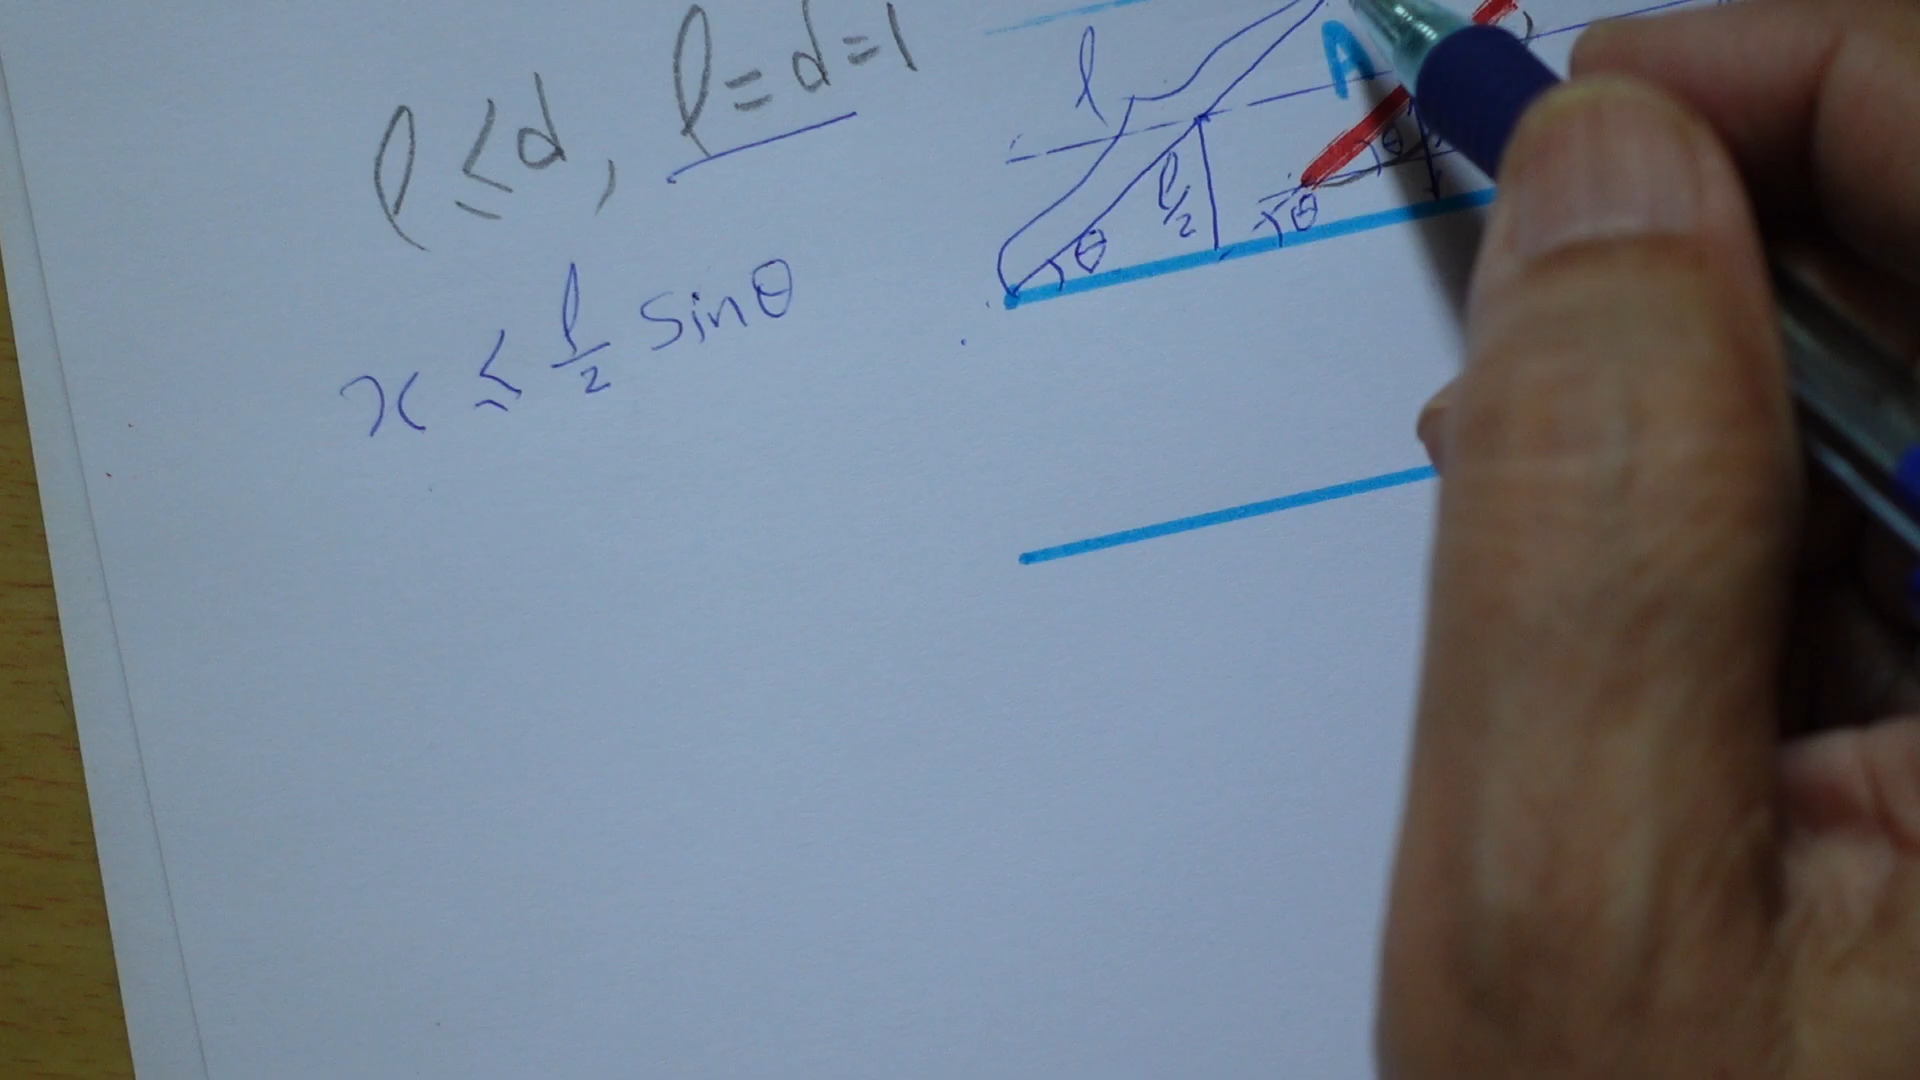 l ≤ d, l = d = 1
x ≤ l/2 sinθ
l
A
l/2
θ
θ
θ